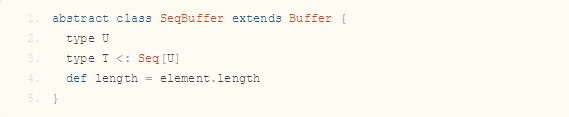 1. abstract class SeqBuffer extends Buffer {
2.   type U
3.   type T <: Seq[U]
4.   def length = element.length
5. }